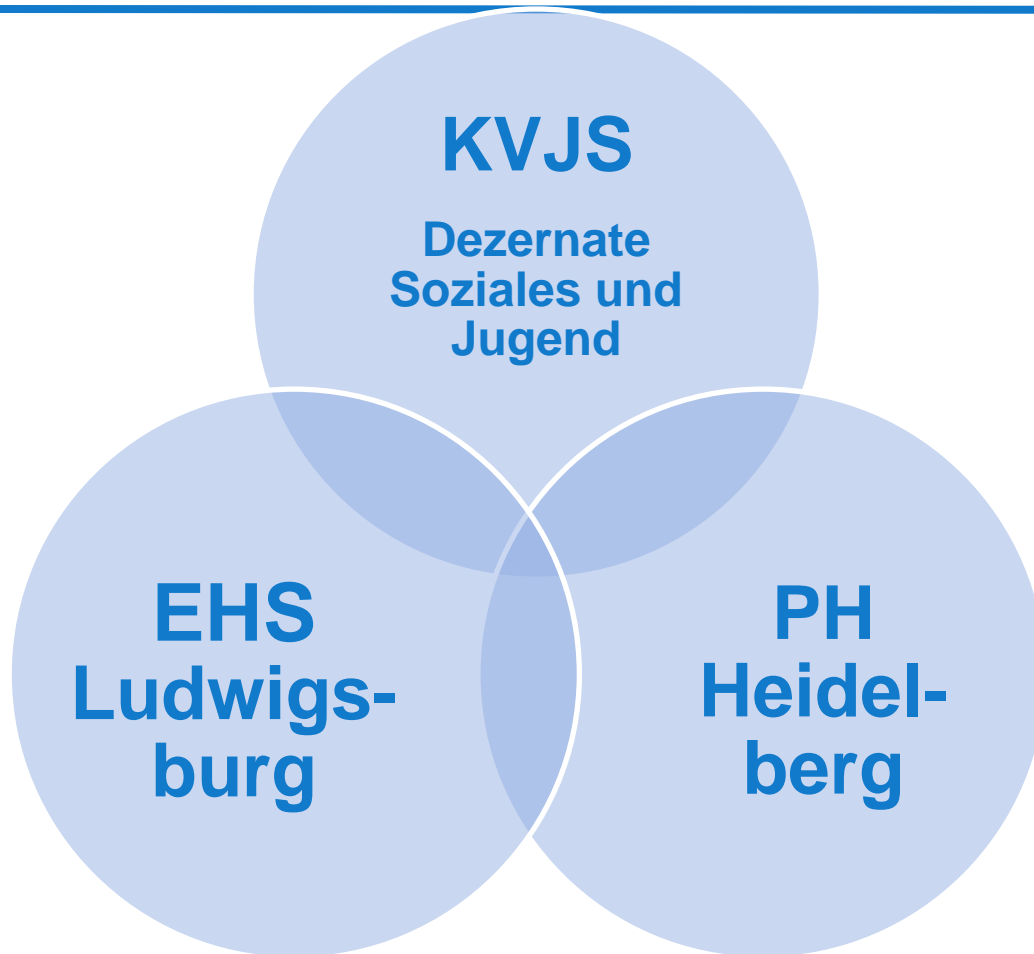 KVJS
Dezernate
Soziales und
Jugend
EHS
Ludwigs-
burg
PH
Heidel-
berg